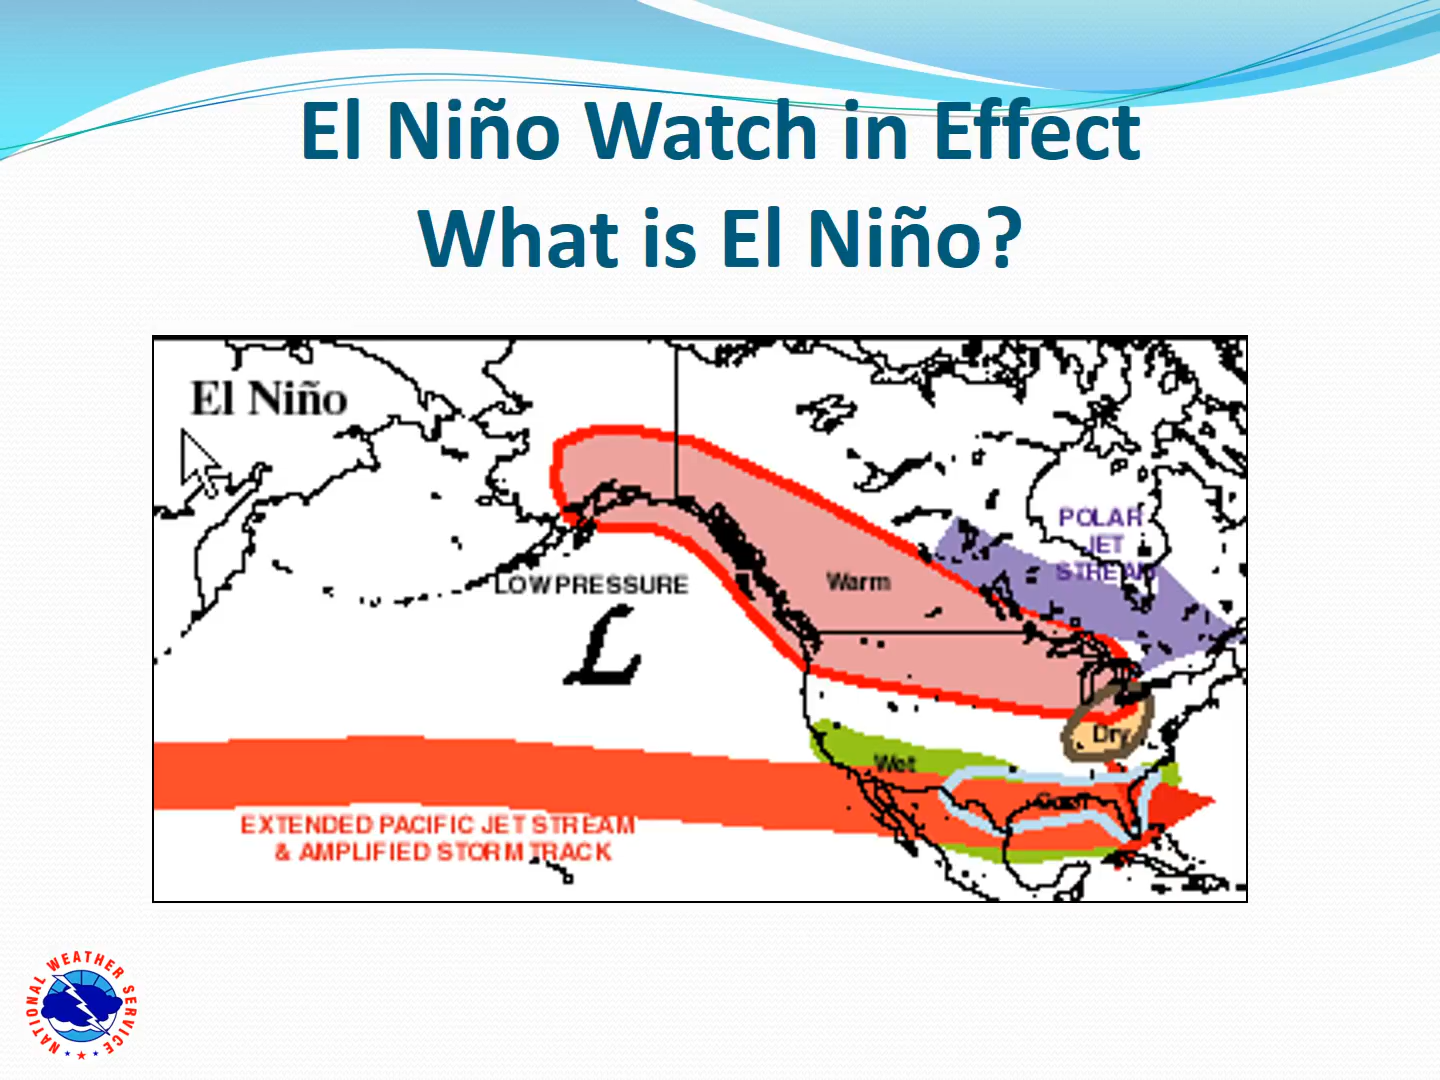 El Niño Watch in Effect
What is El Niño?
El Niño
POLAR
JET
STREAM
LOW PRESSURE
Warm
L
Dry
Wet
Cool
EXTENDED PACIFIC JET STREAM
& AMPLIFIED STORM TRACK
NATIONAL WEATHER SERVICE